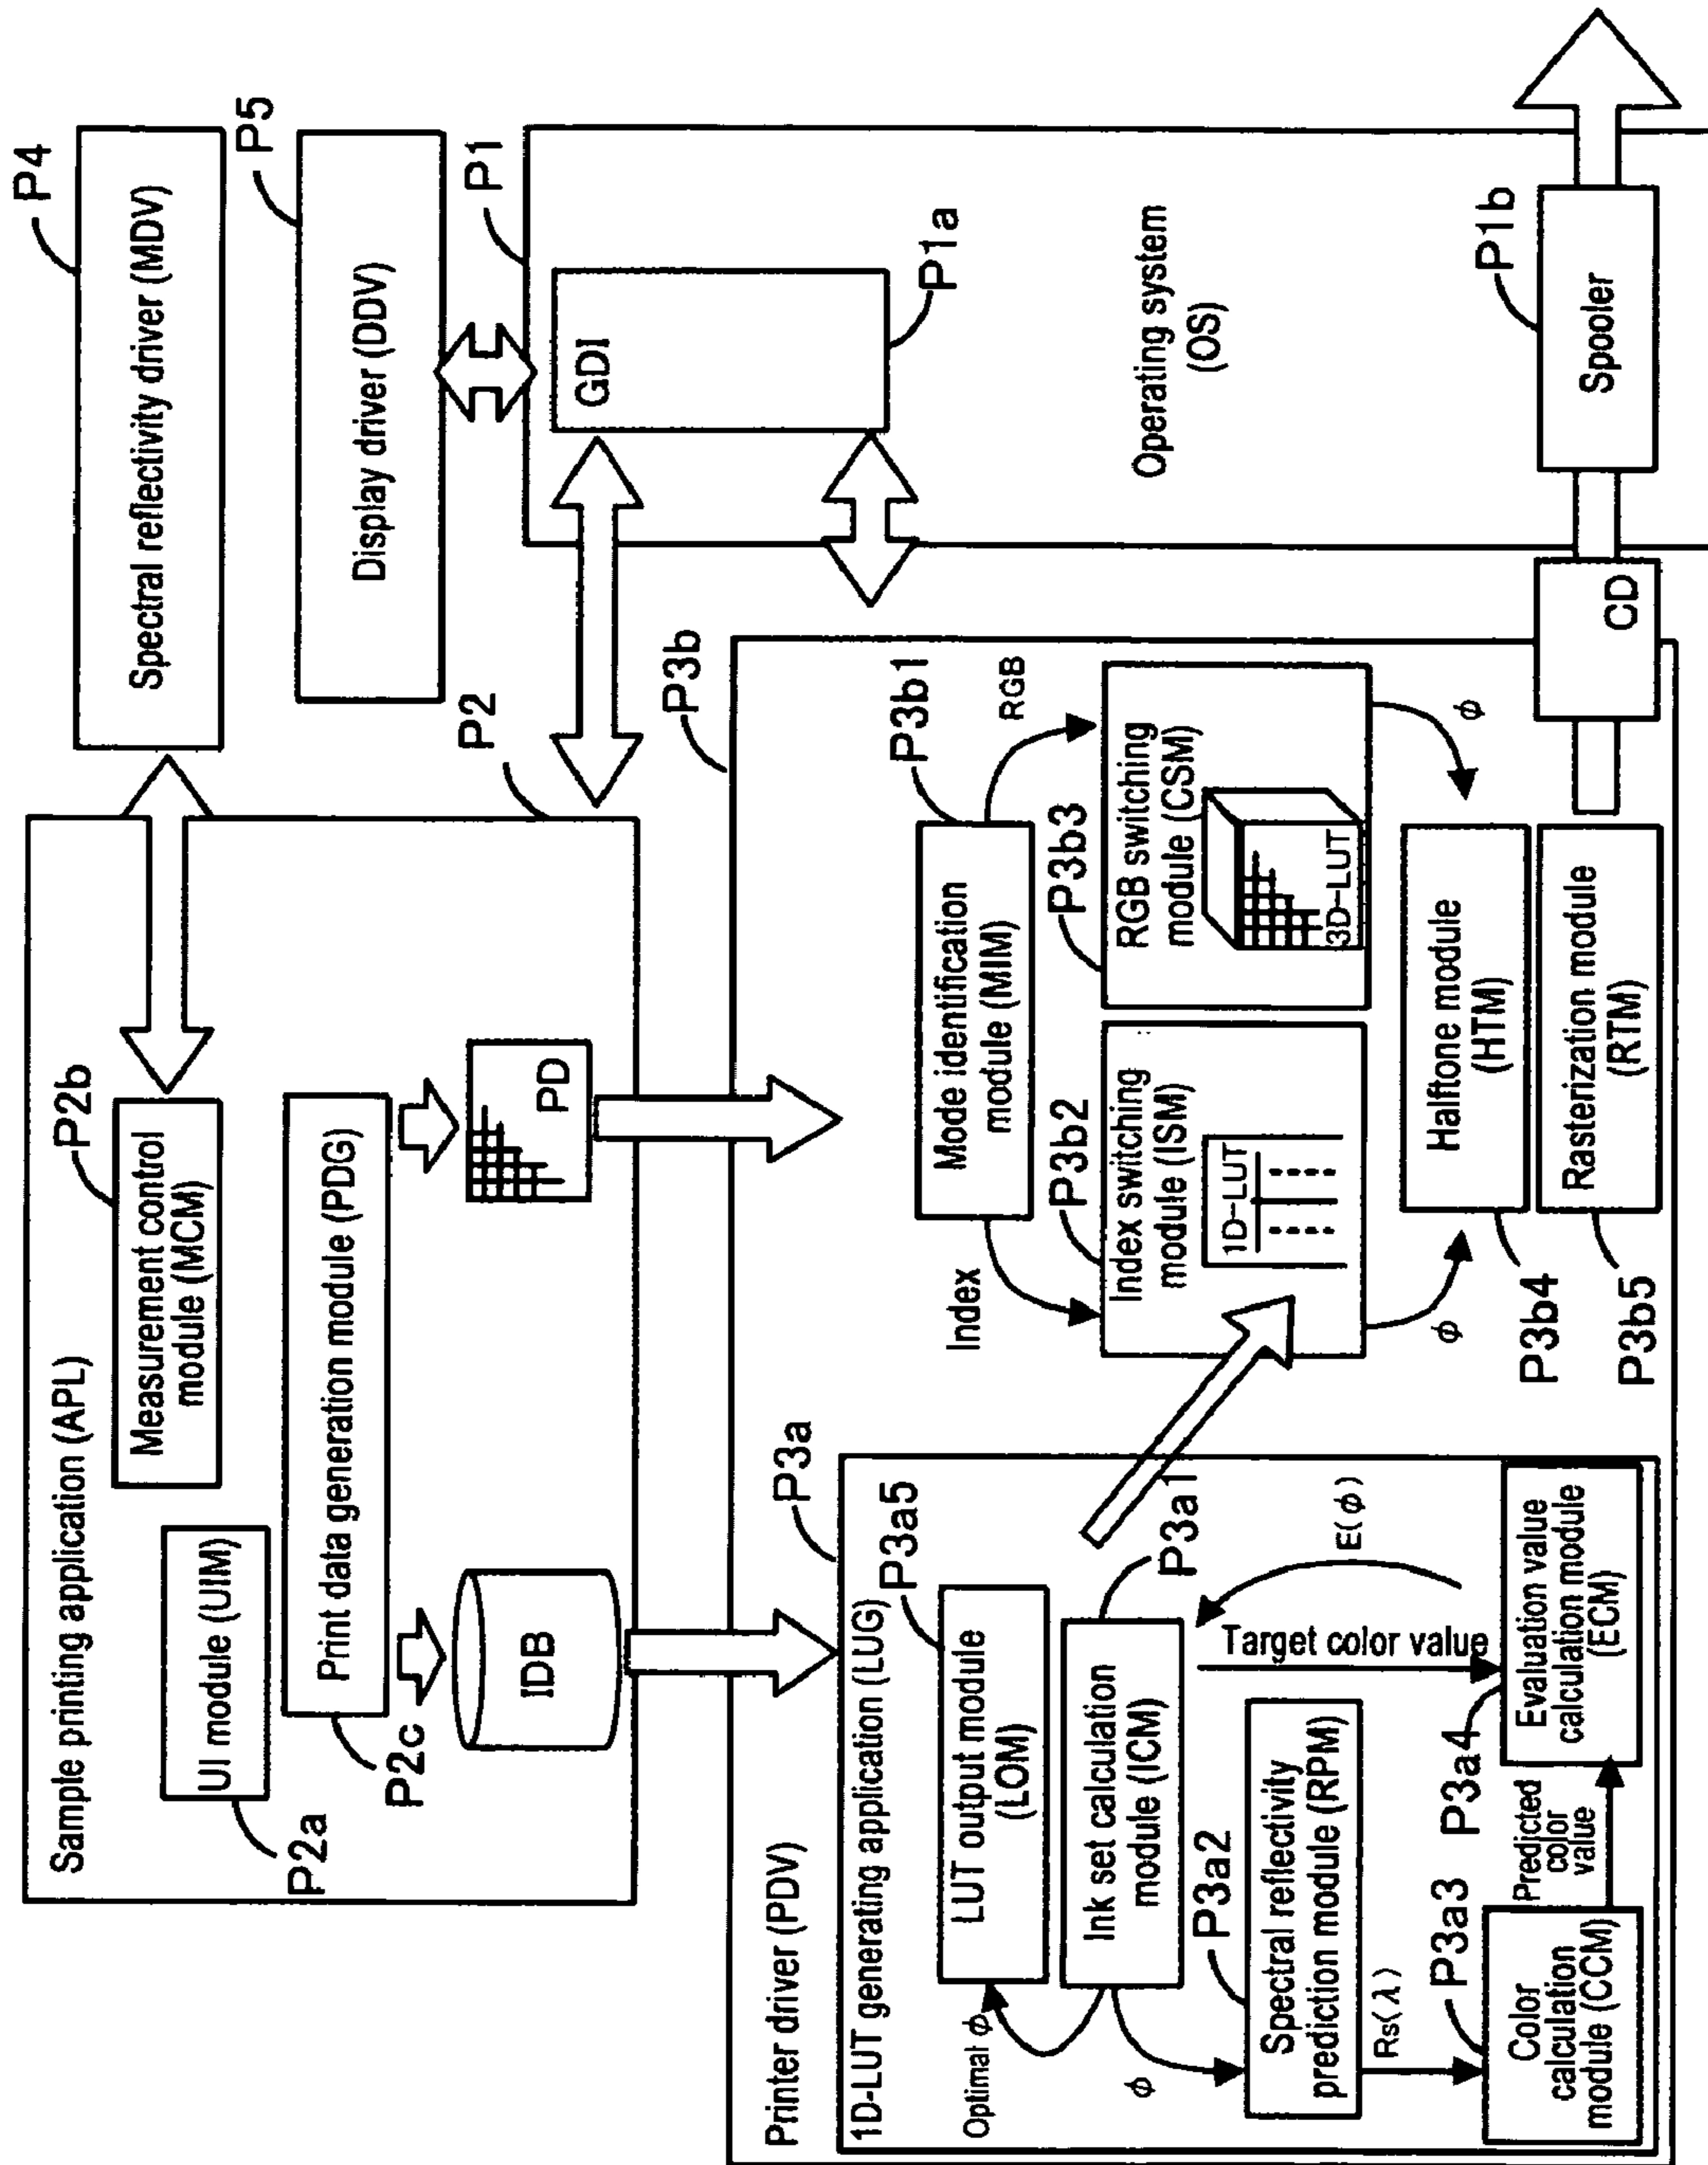 P4
Spectral reflectivity driver (MDV)
P5
Display driver (DDV)
P1
GDI
P1a
Operating system
(OS)
P1b
Spooler
P2
Sample printing application (APL)
P2b
Measurement control
module (MCM)
UI module (UIM)
P2a
Print data generation module (PDG)
P2c
PD
IDB
P3b
Printer driver (PDV)
P3a
1D-LUT generating application (LUG)
P3a5
LUT output module
(LOM)
Optimal ϕ
Ink set calculation
module (ICM)
P3a1
ϕ
P3a2
Spectral reflectivity
prediction module (RPM)
Rs(λ)
P3a3
Color
calculation
module (CCM)
Predicted
color
value
Target color value
E(ϕ)
P3a4
Evaluation value
calculation module
(ECM)
P3b1
Mode identification
module (MIM)
Index
RGB
P3b2
Index switching
module (ISM)
1D-LUT
P3b3
RGB switching
module (CSM)
3D-LUT
ϕ
ϕ
Halftone module
(HTM)
P3b4
Rasterization module
(RTM)
P3b5
CD